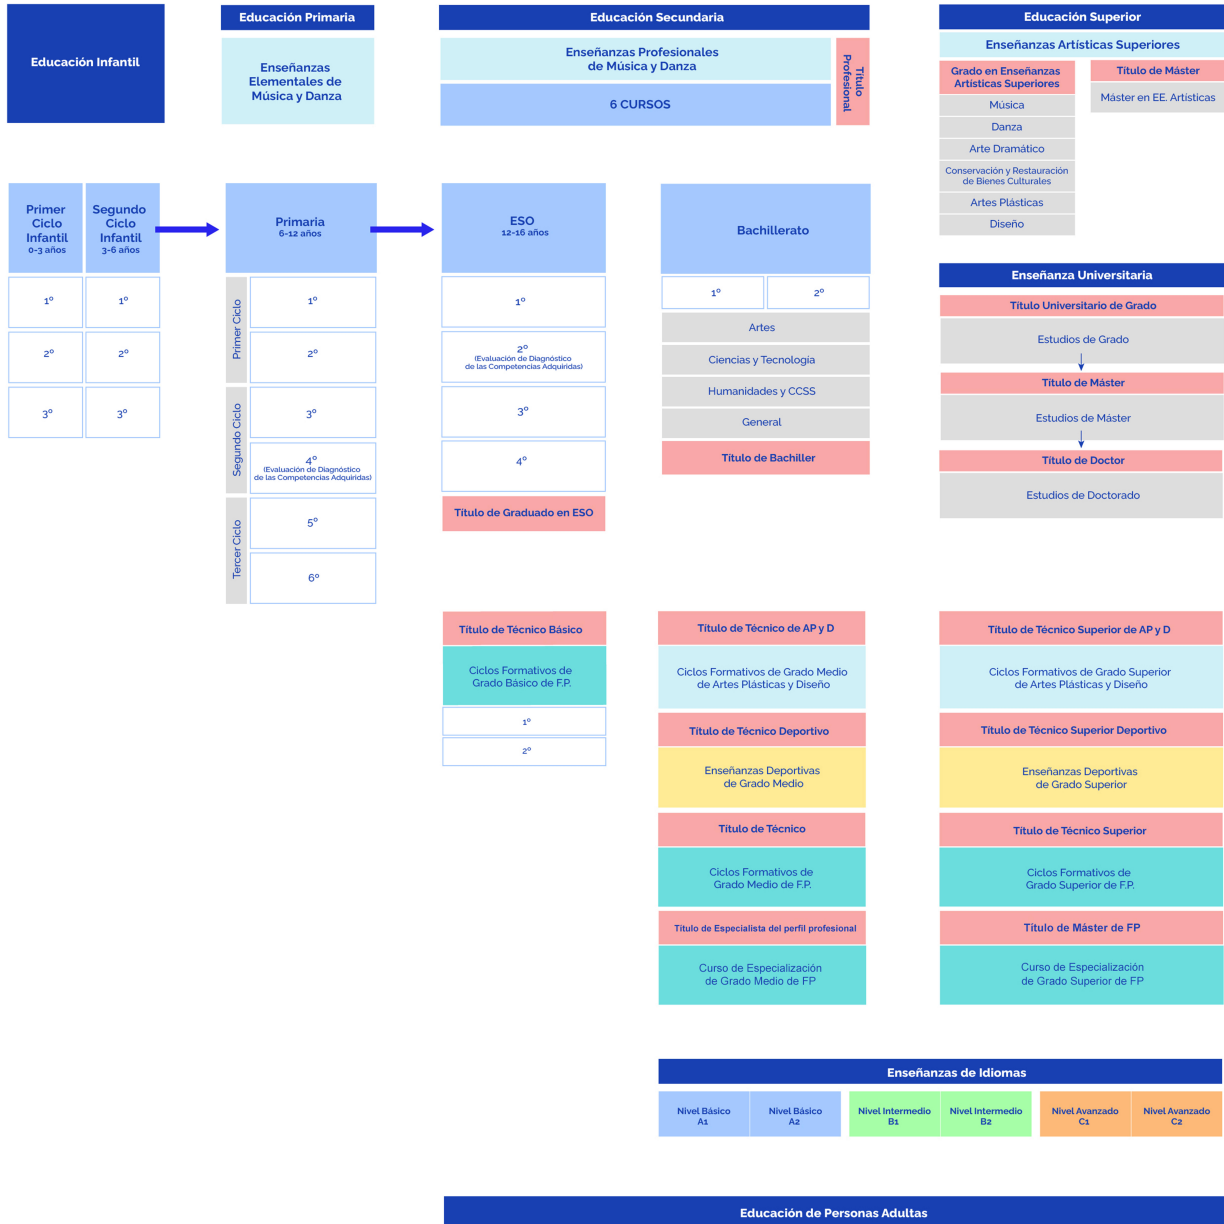 Educación Infantil
Primer
Ciclo
Infantil
0-3 años
Segundo
Ciclo
Infantil
3-6 años
1º
1º
2º
2º
3º
3º
Educación Primaria
Enseñanzas
Elementales de
Música y Danza
Primaria
6-12 años
Primer Ciclo
1º
2º
Segundo Ciclo
3º
4º
(Evaluación de Diagnóstico
de las Competencias Adquiridas)
Tercer Ciclo
5º
6º
Educación Secundaria
Enseñanzas Profesionales
de Música y Danza
6 CURSOS
Título
Profesional
ESO
12-16 años
1º
2º
(Evaluación de Diagnóstico
de las Competencias Adquiridas)
3º
4º
Título de Graduado en ESO
Bachillerato
1º
2º
Artes
Ciencias y Tecnología
Humanidades y CCSS
General
Título de Bachiller
Educación Superior
Enseñanzas Artísticas Superiores
Grado en Enseñanzas
Artísticas Superiores
Música
Danza
Arte Dramático
Conservación y Restauración
de Bienes Culturales
Artes Plásticas
Diseño
Título de Máster
Máster en EE. Artísticas
Enseñanza Universitaria
Título Universitario de Grado
Estudios de Grado
Título de Máster
Estudios de Máster
Título de Doctor
Estudios de Doctorado
Título de Técnico Básico
Ciclos Formativos de
Grado Básico de F.P.
1º
2º
Título de Técnico de AP y D
Ciclos Formativos de Grado Medio
de Artes Plásticas y Diseño
Título de Técnico Deportivo
Enseñanzas Deportivas
de Grado Medio
Título de Técnico
Ciclos Formativos de
Grado Medio de F.P.
Título de Especialista del perfil profesional
Curso de Especialización
de Grado Medio de FP
Título de Técnico Superior de AP y D
Ciclos Formativos de Grado Superior
de Artes Plásticas y Diseño
Título de Técnico Superior Deportivo
Enseñanzas Deportivas
de Grado Superior
Título de Técnico Superior
Ciclos Formativos de
Grado Superior de F.P.
Título de Máster de FP
Curso de Especialización
de Grado Superior de FP
Enseñanzas de Idiomas
Nivel Básico
A1
Nivel Básico
A2
Nivel Intermedio
B1
Nivel Intermedio
B2
Nivel Avanzado
C1
Nivel Avanzado
C2
Educación de Personas Adultas